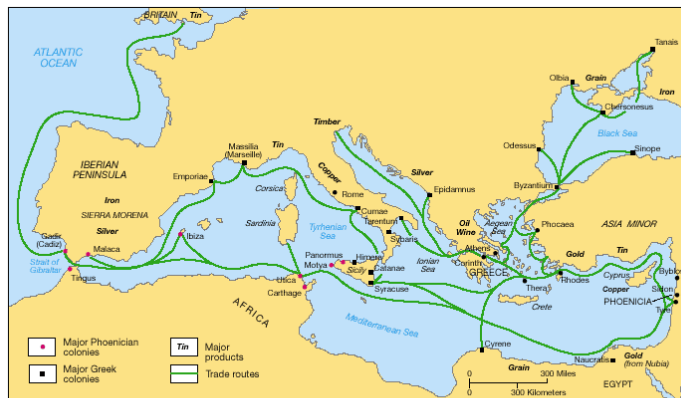 BRITAIN
Tin
ATLANTIC
OCEAN
Tanais
Olbia
Grain
Iron
Chersonesus
Black Sea
Odessus
Sinope
Byzantium
Massilia
(Marseille)
Tin
Timber
Emporiae
IBERIAN
PENINSULA
Iron
SIERRA MORENA
Silver
Corsica
Copper
Rome
Silver
Epidamnus
Cumae
Tarentum
Sardinia
Tyrrhenian
Sea
Sybaris
Oil
Wine
Aegean
Sea
Phocaea
ASIA MINOR
Gadir
(Cadiz)
Malaca
Ibiza
Strait of
Gibraltar
Tingus
Panormus
Himera
Motya
Sicily
Catanae
Syracuse
Ionian
Sea
Athens
Corinth
GREECE
Gold
Tin
Thera
Rhodes
Cyprus
Copper
Byblos
Sidon
PHOENICIA
Tyre
Crete
Utica
Carthage
AFRICA
Mediterranean Sea
Cyrene
Naucratis
Gold
(from Nubia)
Grain
EGYPT
Major Phoenician
colonies
Major Greek
colonies
Tin
Major
products
Trade routes
0 300 Miles
0 300 Kilometers